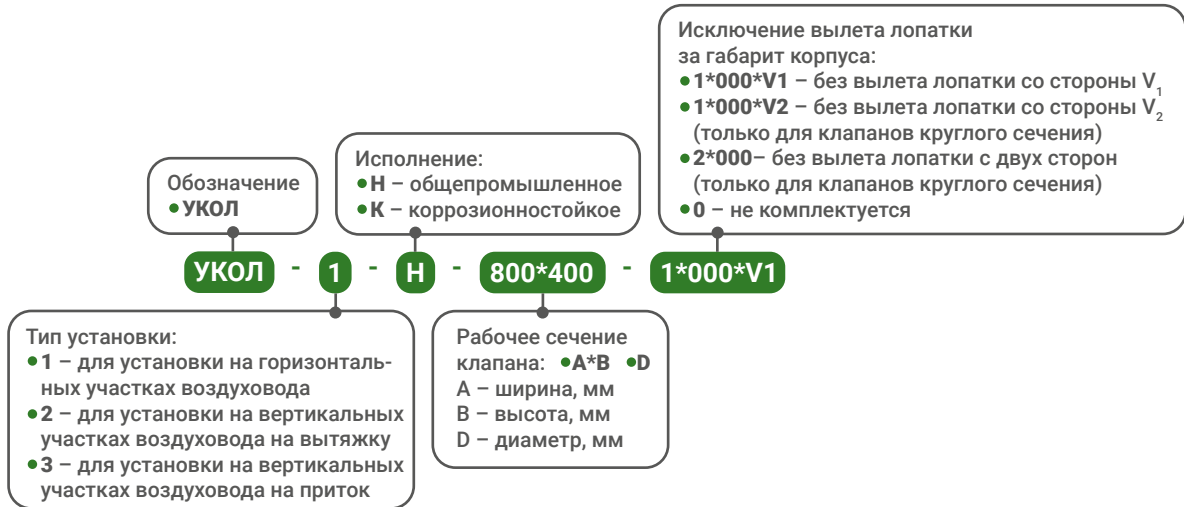 Исключение вылета лопатки
за габарит корпуса:
•1*000*V1 – без вылета лопатки со стороны V1
•1*000*V2 – без вылета лопатки со стороны V2
(только для клапанов круглого сечения)
•2*000– без вылета лопатки с двух сторон
(только для клапанов круглого сечения)
•0 – не комплектуется
Исполнение:
•Н – общепромышленное
•К – коррозионностойкое
Обозначение
•УКОЛ
УКОЛ - 1 - Н - 800*400 - 1*000*V1
Тип установки:
•1 – для установки на горизонталь-
ных участках воздуховода
•2 – для установки на вертикальных
участках воздуховода на вытяжку
•3 – для установки на вертикальных
участках воздуховода на приток
Рабочее сечение
клапана: •A*B •D
A – ширина, мм
B – высота, мм
D – диаметр, мм